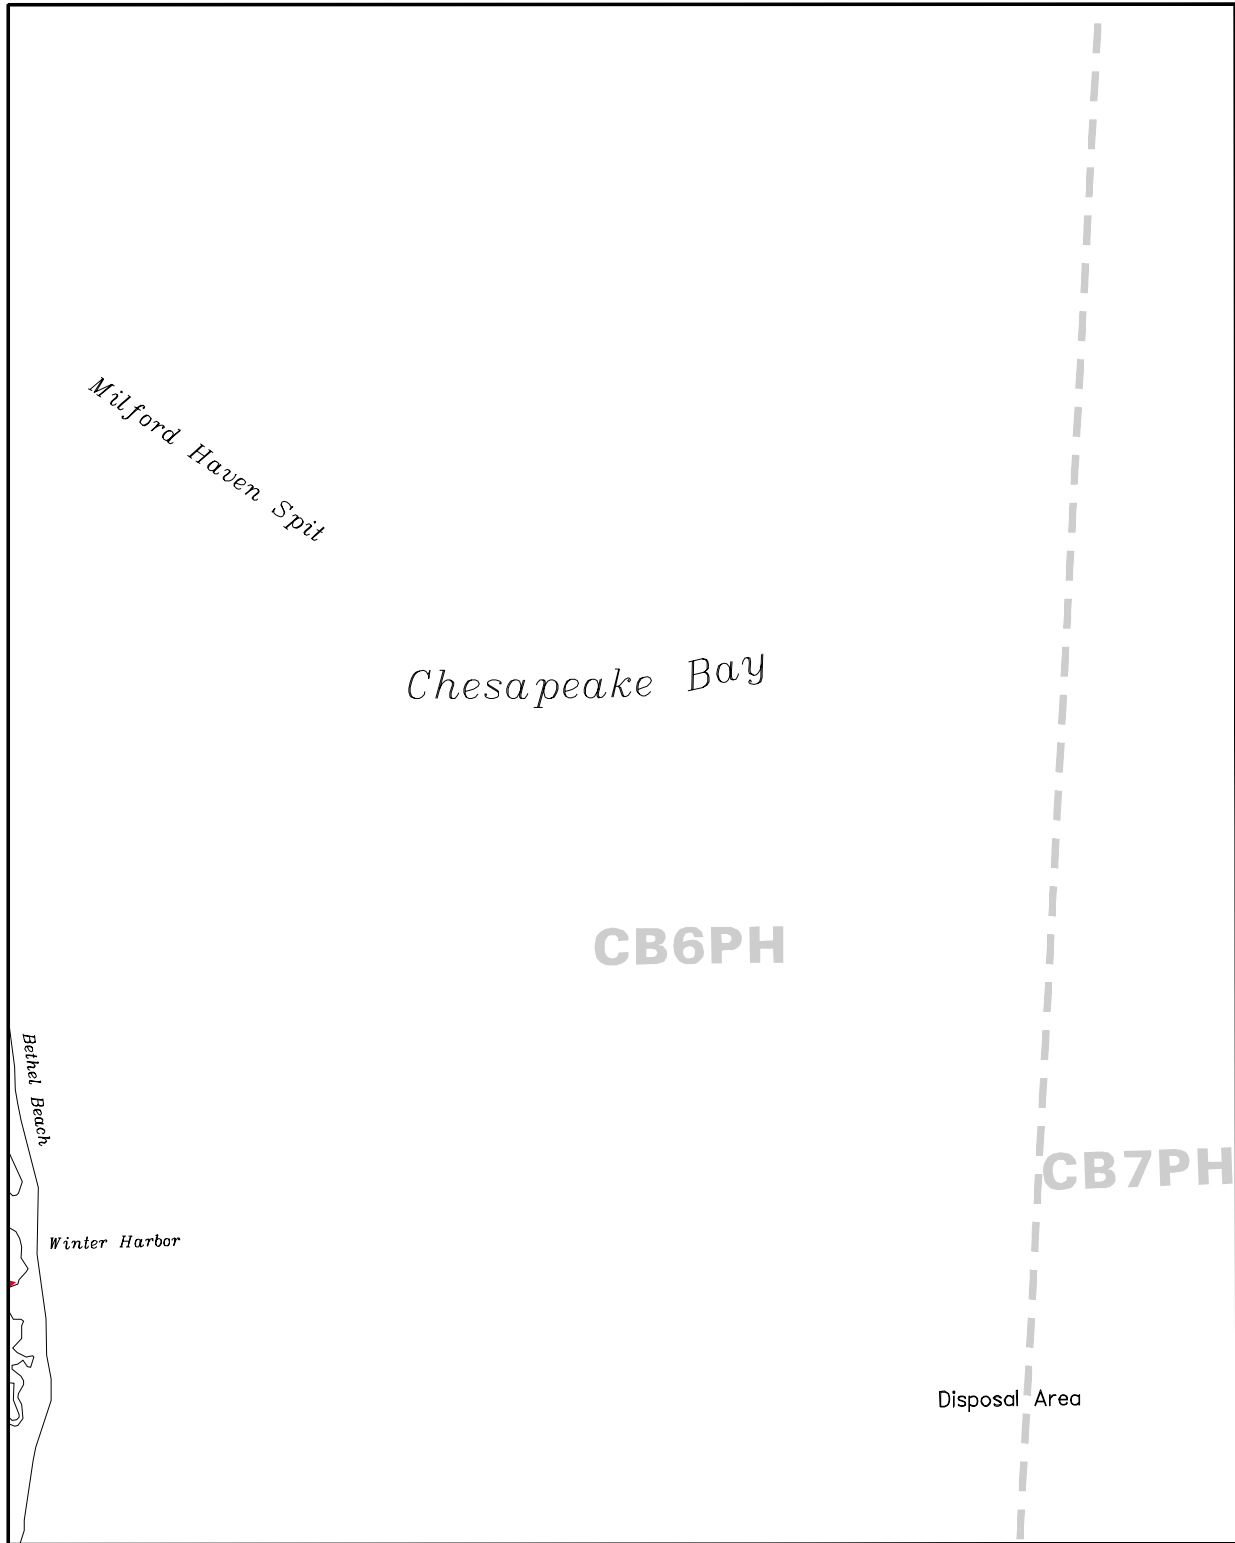 Milford Haven Spit
Chesapeake Bay
CB6PH
Bethel Beach
CB7PH
Winter Harbor
Disposal Area